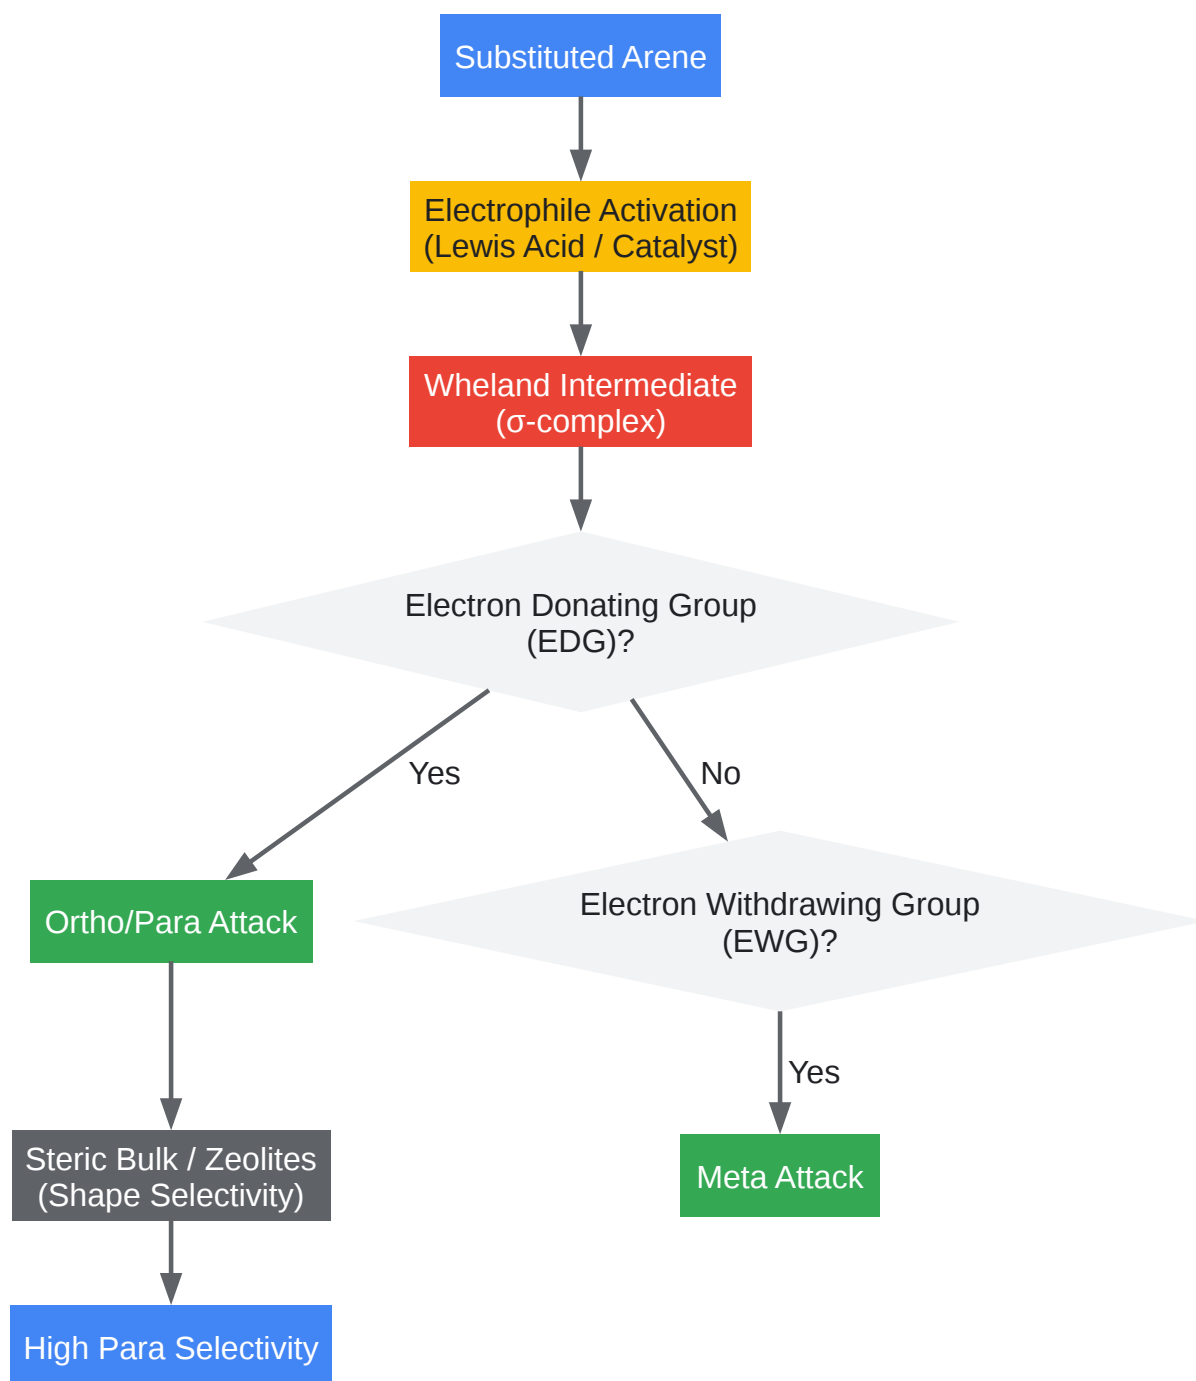 Substituted Arene
Electrophile Activation
(Lewis Acid / Catalyst)
Wheland Intermediate
(σ-complex)
Electron Donating Group
(EDG)?
Yes
No
Ortho/Para Attack
Electron Withdrawing Group
(EWG)?
Yes
Steric Bulk / Zeolites
(Shape Selectivity)
Meta Attack
High Para Selectivity